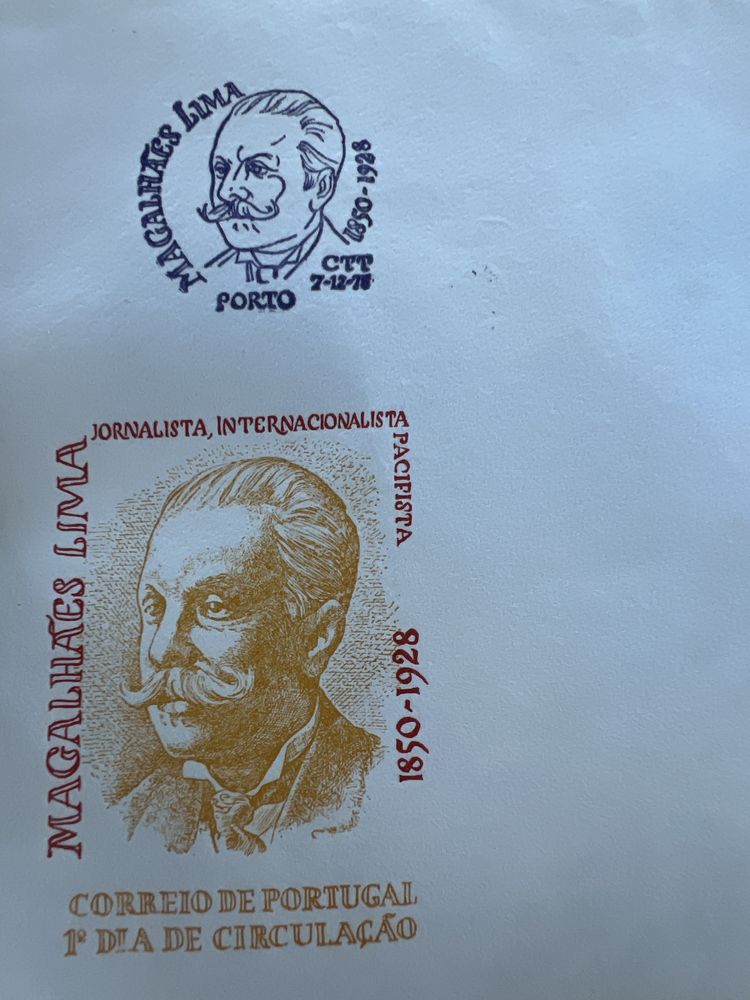 MAGALHÃES LIMA
1850-1928
CTT
7-12-78
PORTO
JORNALISTA, INTERNACIONALISTA
PACIFISTA
MAGALHÃES LIMA
1850-1928
CORREIO DE PORTUGAL
1º DIA DE CIRCULAÇÃO